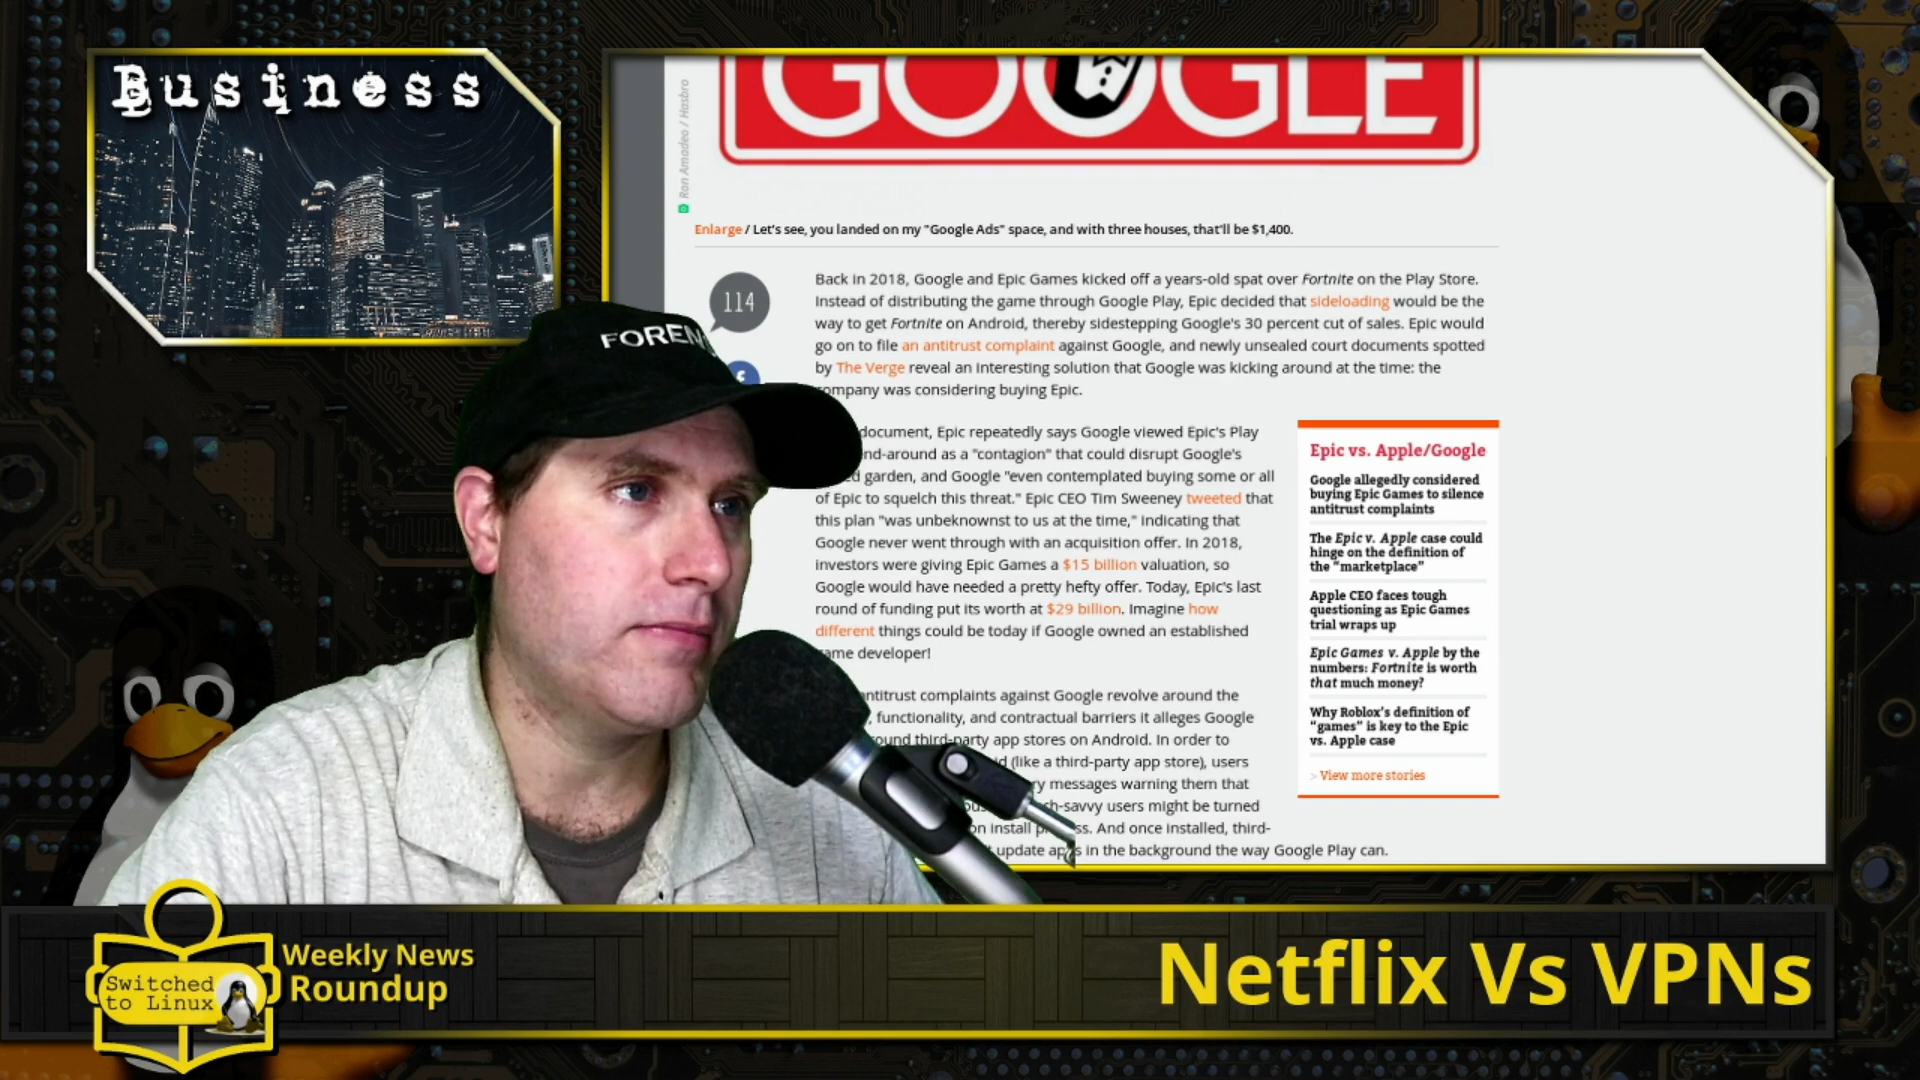 Business
GOOGLE
Ron Amadeo / Hasbro
Enlarge / Let's see, you landed on my "Google Ads" space, and with three houses, that'll be $1,400.
114
Back in 2018, Google and Epic Games kicked off a years-old spat over Fortnite on the Play Store.
Instead of distributing the game through Google Play, Epic decided that sideloading would be the
way to get Fortnite on Android, thereby sidestepping Google's 30 percent cut of sales. Epic would
go on to file an antitrust complaint against Google, and newly unsealed court documents spotted
by The Verge reveal an interesting solution that Google was kicking around at the time: the
ompany was considering buying Epic.
document, Epic repeatedly says Google viewed Epic's Play
nd-around as a "contagion" that could disrupt Google's
d garden, and Google "even contemplated buying some or all
of Epic to squelch this threat." Epic CEO Tim Sweeney tweeted that
this plan "was unbeknownst to us at the time," indicating that
Google never went through with an acquisition offer. In 2018,
investors were giving Epic Games a $15 billion valuation, so
Google would have needed a pretty hefty offer. Today, Epic's last
round of funding put its worth at $29 billion. Imagine how
different things could be today if Google owned an established
ame developer!
antitrust complaints against Google revolve around the
, functionality, and contractual barriers it alleges Google
ound third-party app stores on Android. In order to
id (like a third-party app store), users
ry messages warning them that
ch-savvy users might be turned
on install process. And once installed, third-
update apps in the background the way Google Play can.
Epic vs. Apple/Google
Google allegedly considered
buying Epic Games to silence
antitrust complaints
The Epic v. Apple case could
hinge on the definition of
the "marketplace"
Apple CEO faces tough
questioning as Epic Games
trial wraps up
Epic Games v. Apple by the
numbers: Fortnite is worth
that much money?
Why Roblox's definition of
"games" is key to the Epic
vs. Apple case
> View more stories
FOREN
Switched
to Linux
Weekly News
Roundup
Netflix Vs VPNs